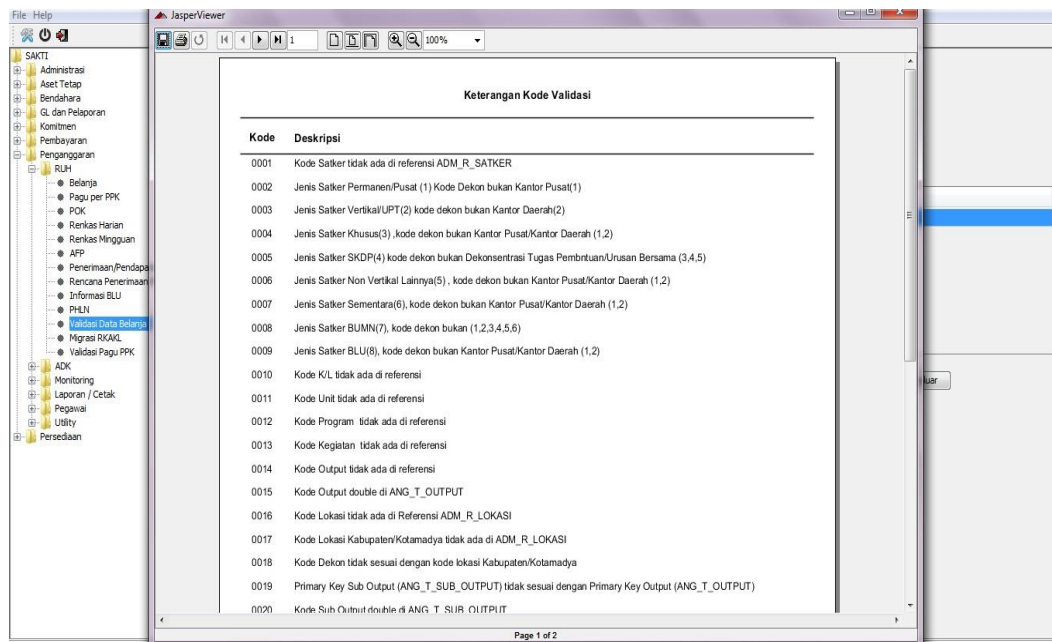 File Help
JasperViewer
1
100%
SAKTI
Administrasi
Aset Tetap
Bendahara
GL dan Pelaporan
Komitmen
Pembayaran
Penganggaran
RUH
Belanja
Pagu per PPK
POK
Renkas Harian
Renkas Mingguan
AFP
Penerimaan/Pendapa
Rencana Penerimaan
Informasi BLU
PHLN
Validasi Data Belanja
Migrasi RKAKL
Validasi Pagu PPK
ADK
Monitoring
Laporan / Cetak
Pegawai
Utility
Persediaan
Keterangan Kode Validasi
Kode Deskripsi
0001 Kode Satker tidak ada di referensi ADM_R_SATKER
0002 Jenis Satker Permanen/Pusat (1) Kode Dekon bukan Kantor Pusat(1)
0003 Jenis Satker Vertikal/UPT(2) kode dekon bukan Kantor Daerah(2)
0004 Jenis Satker Khusus(3) ,kode dekon bukan Kantor Pusat/Kantor Daerah (1,2)
0005 Jenis Satker SKDP(4) kode dekon bukan Dekonsentrasi Tugas Pembntuan/Urusan Bersama (3,4,5)
0006 Jenis Satker Non Vertikal Lainnya(5) , kode dekon bukan Kantor Pusat/Kantor Daerah (1,2)
0007 Jenis Satker Sementara(6), kode dekon bukan Kantor Pusat/Kantor Daerah (1,2)
0008 Jenis Satker BUMN(7), kode dekon bukan (1,2,3,4,5,6)
0009 Jenis Satker BLU(8), kode dekon bukan Kantor Pusat/Kantor Daerah (1,2)
0010 Kode K/L tidak ada di referensi
0011 Kode Unit tidak ada di referensi
0012 Kode Program tidak ada di referensi
0013 Kode Kegiatan tidak ada di referensi
0014 Kode Output tidak ada di referensi
0015 Kode Output double di ANG_T_OUTPUT
0016 Kode Lokasi tidak ada di Referensi ADM_R_LOKASI
0017 Kode Lokasi Kabupaten/Kotamadya tidak ada di ADM_R_LOKASI
0018 Kode Dekon tidak sesuai dengan kode lokasi Kabupaten/Kotamadya
0019 Primary Key Sub Output (ANG_T_SUB_OUTPUT) tidak sesuai dengan Primary Key Output (ANG_T_OUTPUT)
0020 Kode Sub Output double di ANG_T_SUB_OUTPUT
luar
Page 1 of 2